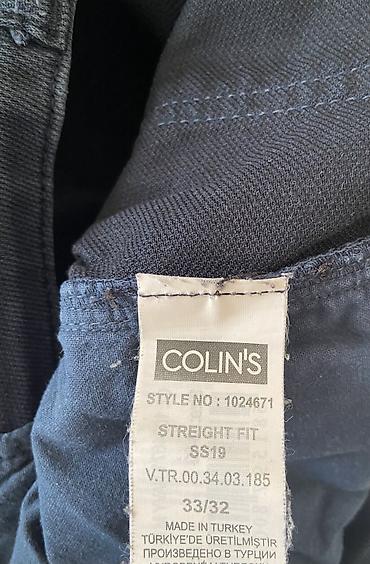 COLIN'S
STYLE NO : 1024671
STREIGHT FIT
SS19
V.TR.00.34.03.185
33/32
MADE IN TURKEY
TÜRKİYE'DE ÜRETİLMİŞTİR
ПРОИЗВЕДЕНО В ТУРЦИИ